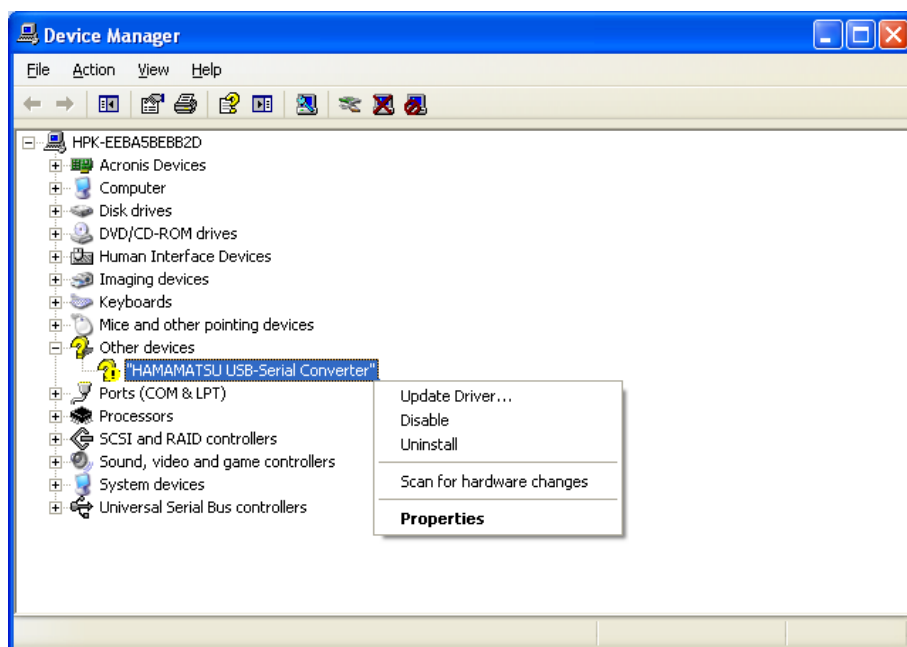 Device Manager
File Action View Help
HPK-EEBA5BEBB2D
Acronis Devices
Computer
Disk drives
DVD/CD-ROM drives
Human Interface Devices
Imaging devices
Keyboards
Mice and other pointing devices
Other devices
"HAMAMATSU USB-Serial Converter"
Ports (COM & LPT)
Processors
SCSI and RAID controllers
Sound, video and game controllers
System devices
Universal Serial Bus controllers
Update Driver...
Disable
Uninstall
Scan for hardware changes
Properties